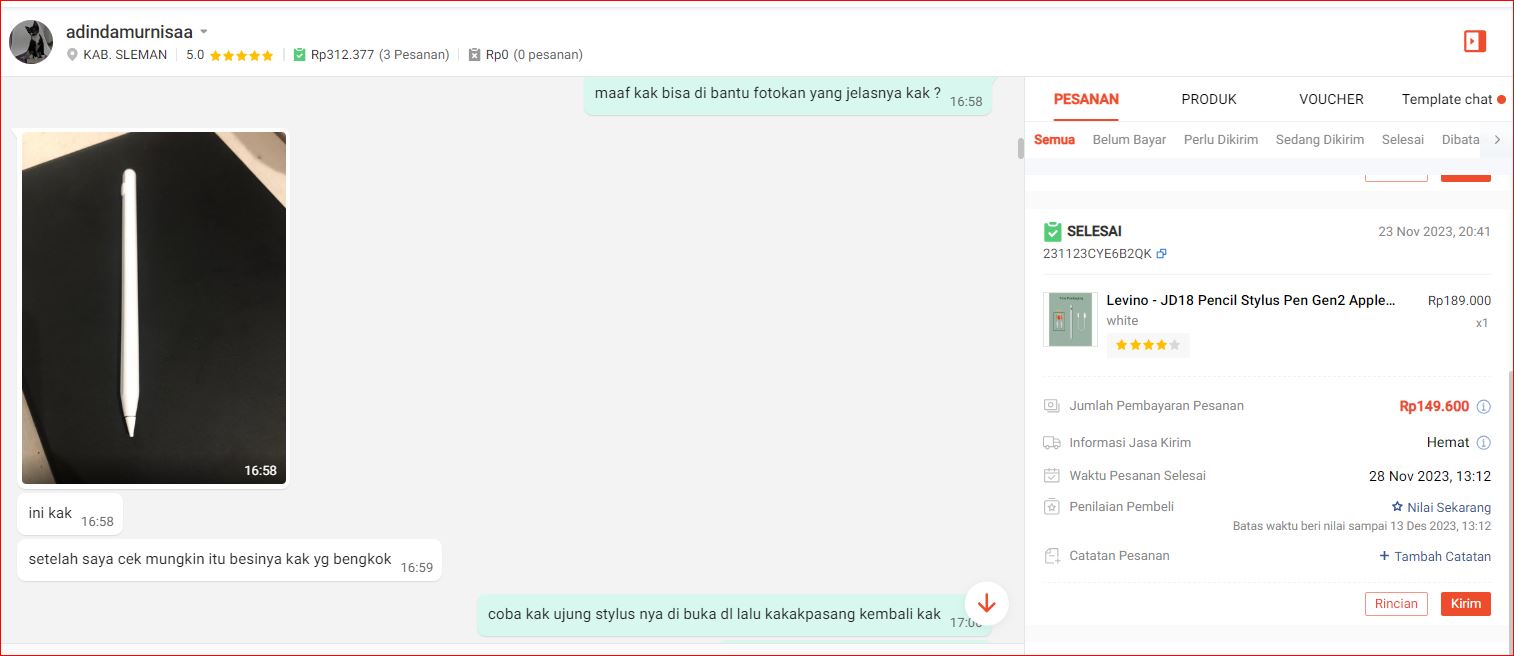 adindamurnisaa
KAB. SLEMAN 5.0 Rp312.377 (3 Pesanan) Rp0 (0 pesanan)
maaf kak bisa di bantu fotokan yang jelasnya kak ? 16:58
16:58
ini kak 16:58
setelah saya cek mungkin itu besinya kak yg bengkok 16:59
coba kak ujung stylus nya di buka dl lalu kakakpasang kembali kak
PESANAN PRODUK VOUCHER Template chat
Semua Belum Bayar Perlu Dikirim Sedang Dikirim Selesai Dibata
SELESAI 23 Nov 2023, 20:41
231123CYE6B2QK
Levino - JD18 Pencil Stylus Pen Gen2 Apple... Rp189.000
white x1
Jumlah Pembayaran Pesanan Rp149.600
Informasi Jasa Kirim Hemat
Waktu Pesanan Selesai 28 Nov 2023, 13:12
Penilaian Pembeli Nilai Sekarang
Batas waktu beri nilai sampai 13 Des 2023, 13:12
Catatan Pesanan + Tambah Catatan
Rincian Kirim